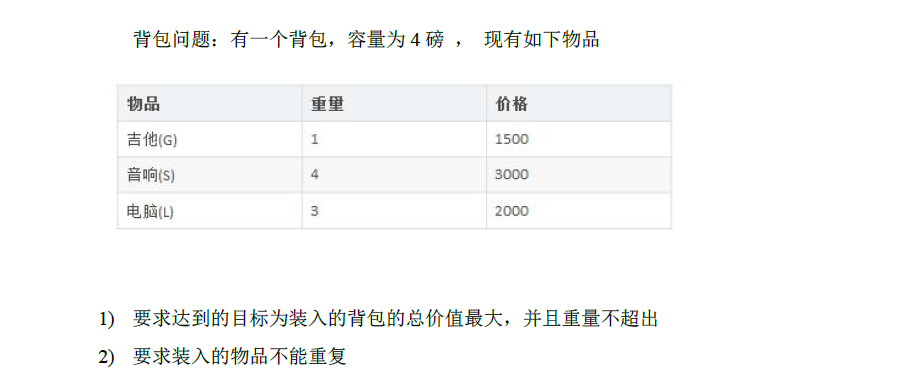 背包问题：有一个背包，容量为 4 磅 ， 现有如下物品
物品 重量 价格
吉他(G) 1 1500
音响(S) 4 3000
电脑(L) 3 2000
1) 要求达到的目标为装入的背包的总价值最大，并且重量不超出
2) 要求装入的物品不能重复